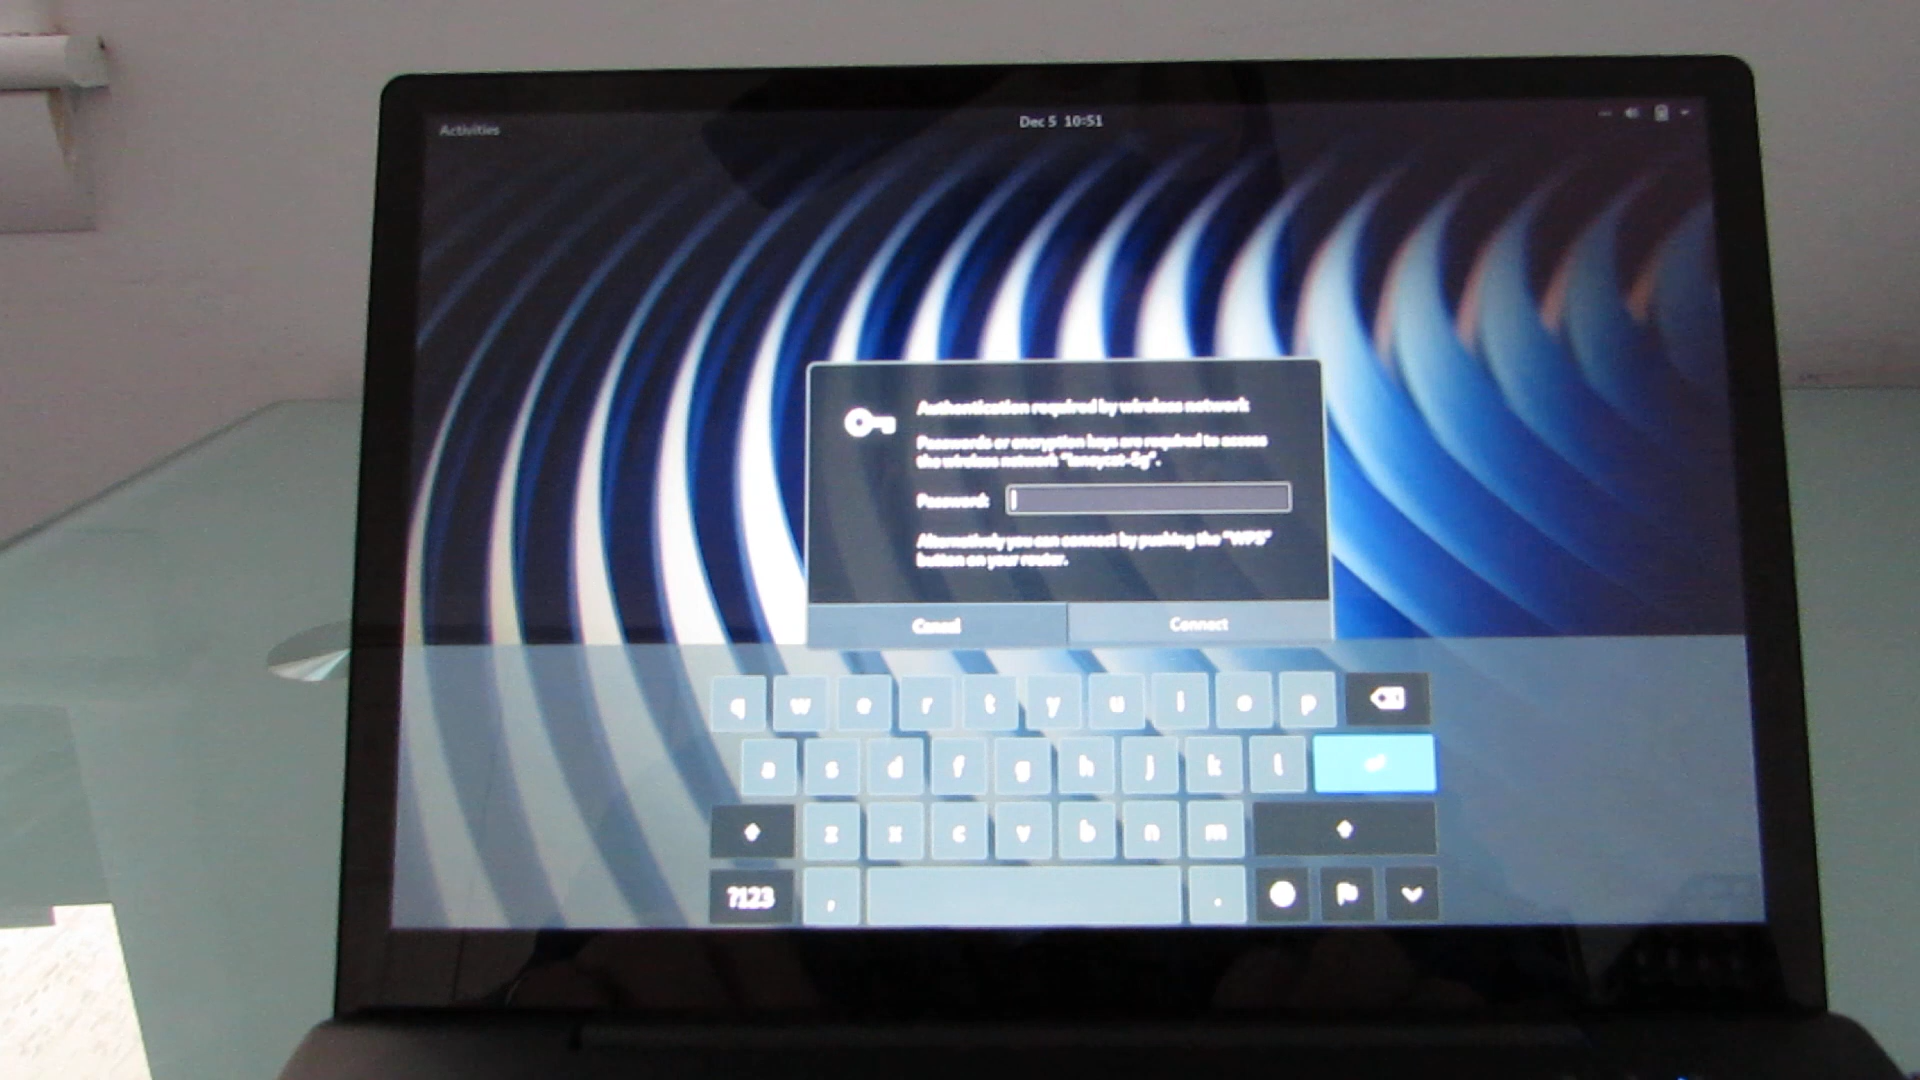 Activities
Dec 5 10:51
Authentication required by wireless network
Passwords or encryption keys are required to access
the wireless network
Password:
Alternatively you can connect by pushing the "WPS"
button on your router.
Cancel Connect
q w e r t y u i o p
a s d f g h j k l
z x c v b n m
?123 , .